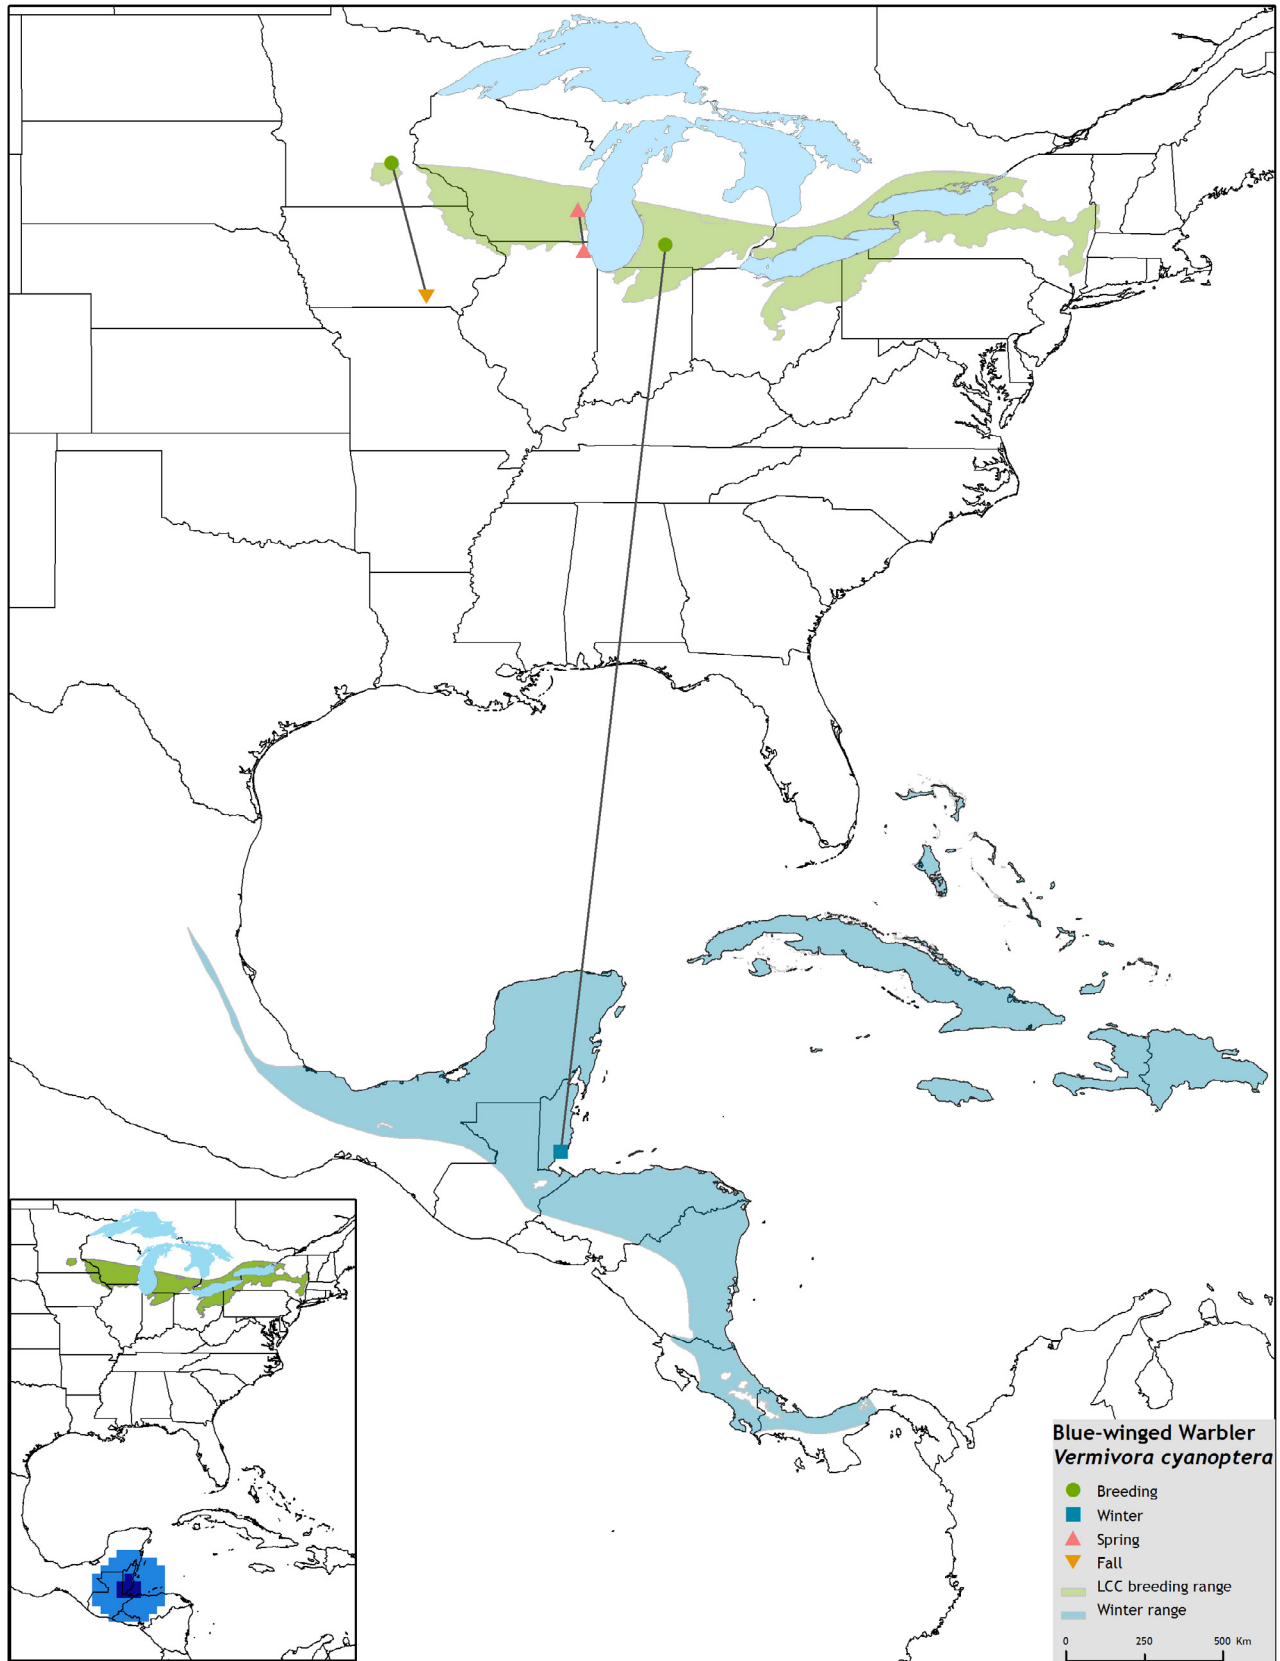 Blue-winged Warbler
Vermivora cyanoptera
Breeding
Winter
Spring
Fall
LCC breeding range
Winter range
0 250 500 Km